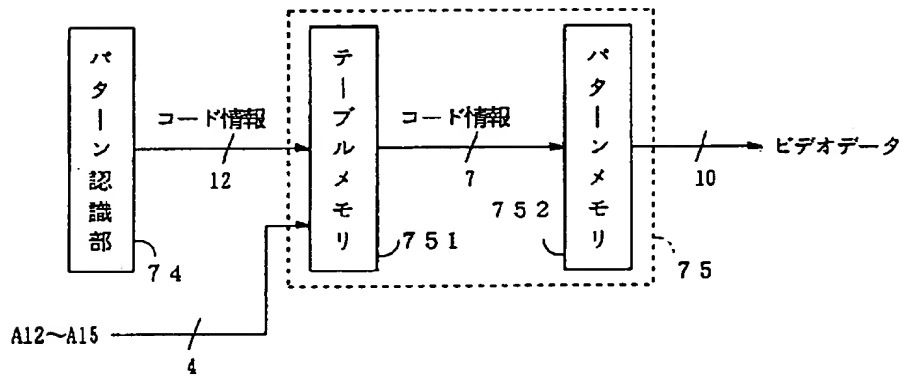 パターン認識部
74
コード情報
12
テーブルメモリ
751
コード情報
7
パターンメモリ
752
10
ビデオデータ
75
A12〜A15
4